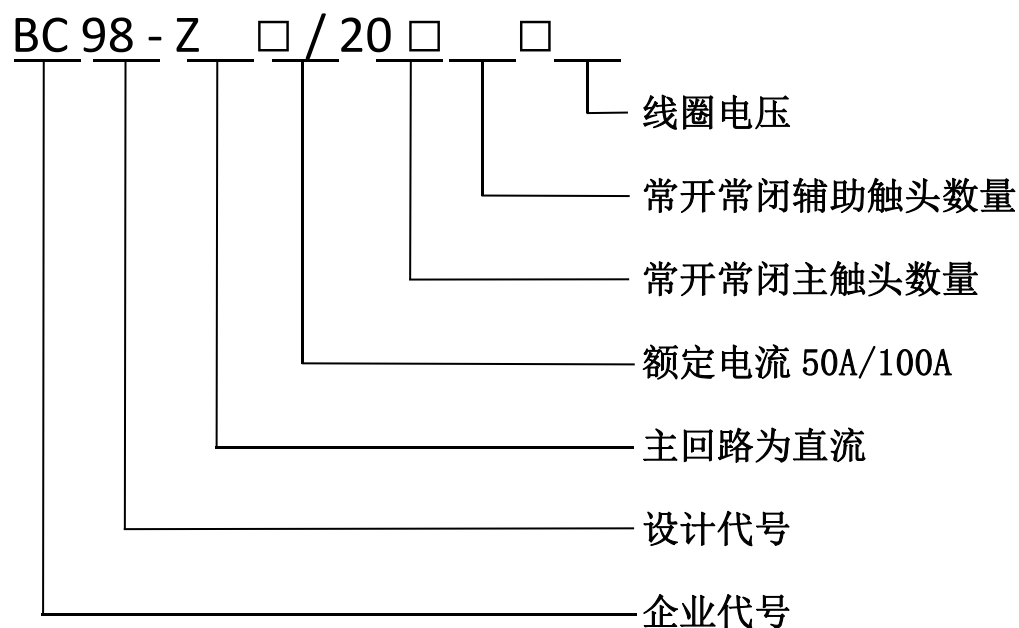 BC 98 - Z □ / 20 □ □
线圈电压
常开常闭辅助触头数量
常开常闭主触头数量
额定电流 50A/100A
主回路为直流
设计代号
企业代号